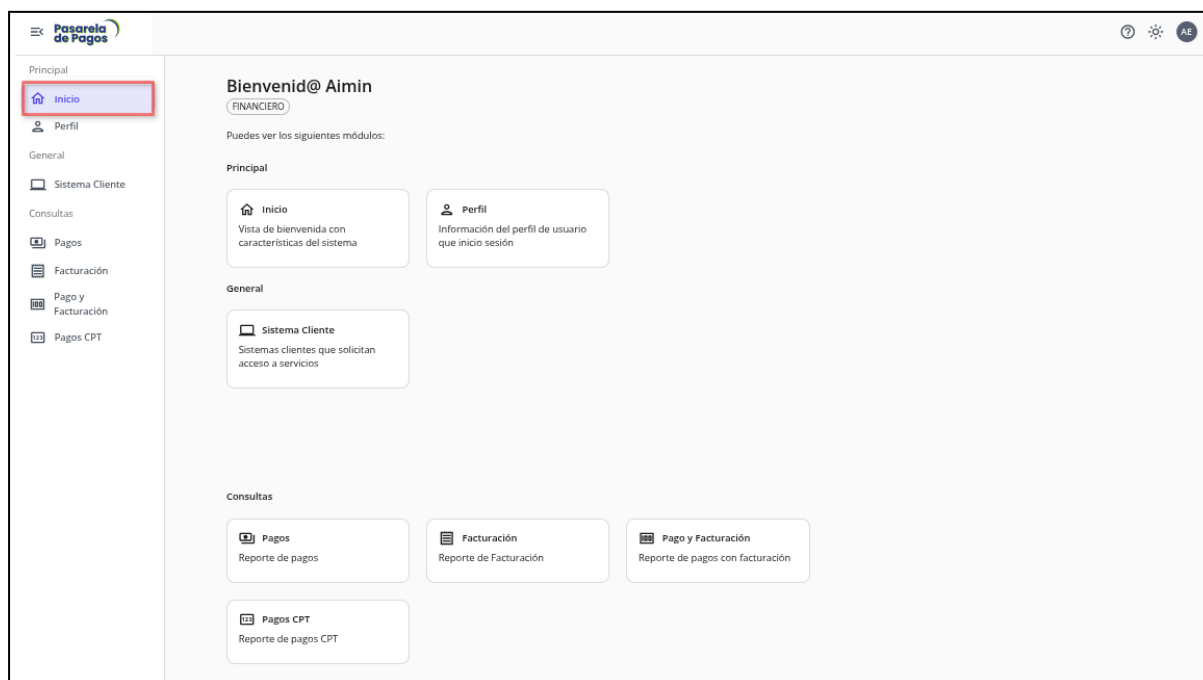 Pasarela
de Pagos
AE
Principal
Inicio
Perfil
General
Sistema Cliente
Consultas
Pagos
Facturación
Pago y
Facturación
Pagos CPT
Bienvenid@ Aimin
FINANCIERO
Puedes ver los siguientes módulos:
Principal
Inicio
Vista de bienvenida con
características del sistema
Perfil
Información del perfil de usuario
que inicio sesión
General
Sistema Cliente
Sistemas clientes que solicitan
acceso a servicios
Consultas
Pagos
Reporte de pagos
Facturación
Reporte de Facturación
Pago y Facturación
Reporte de pagos con facturación
123 Pagos CPT
Reporte de pagos CPT